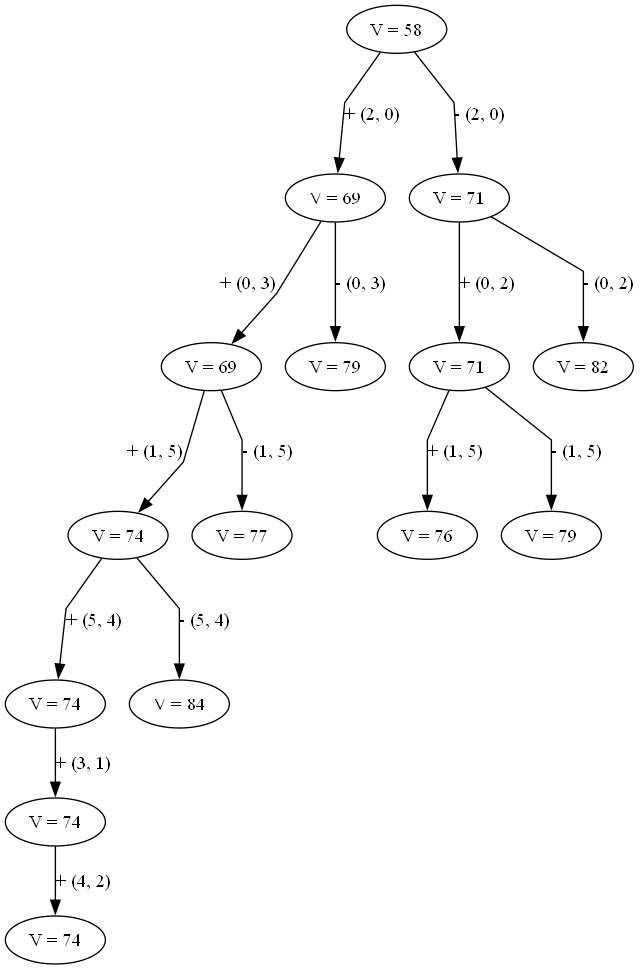 V = 58
+ (2, 0)
- (2, 0)
V = 69
V = 71
+ (0, 3)
- (0, 3)
+ (0, 2)
- (0, 2)
V = 69
V = 79
V = 71
V = 82
+ (1, 5)
- (1, 5)
+ (1, 5)
- (1, 5)
V = 74
V = 77
V = 76
V = 79
+ (5, 4)
- (5, 4)
V = 74
V = 84
+ (3, 1)
V = 74
+ (4, 2)
V = 74